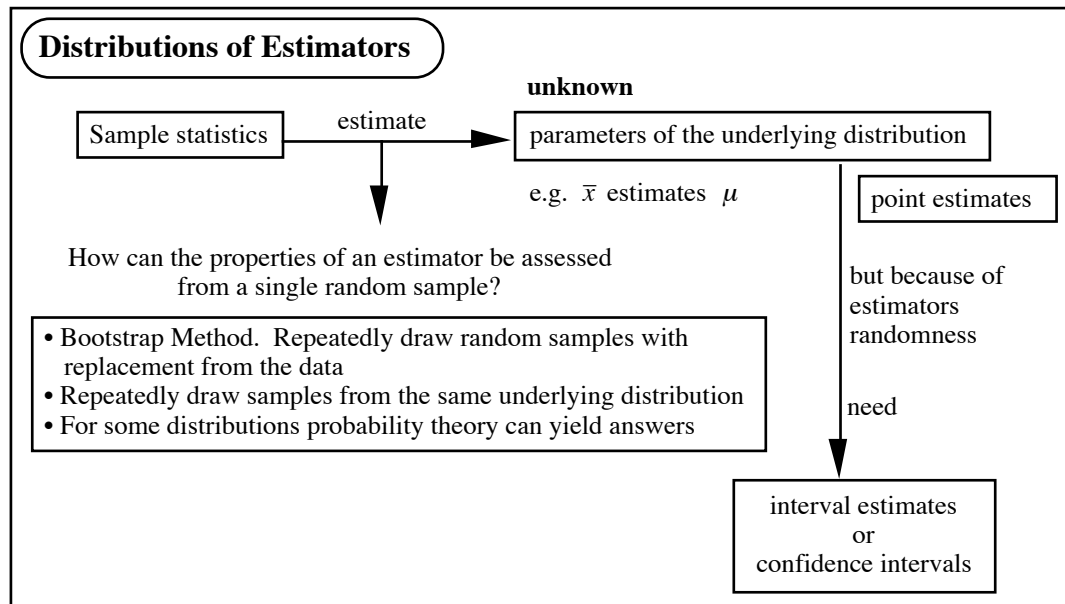 Distributions of Estimators
unknown
Sample statistics
estimate
parameters of the underlying distribution
e.g. x̅ estimates μ
point estimates
How can the properties of an estimator be assessed
from a single random sample?
but because of
estimators
randomness
• Bootstrap Method. Repeatedly draw random samples with
replacement from the data
• Repeatedly draw samples from the same underlying distribution
• For some distributions probability theory can yield answers
need
interval estimates
or
confidence intervals